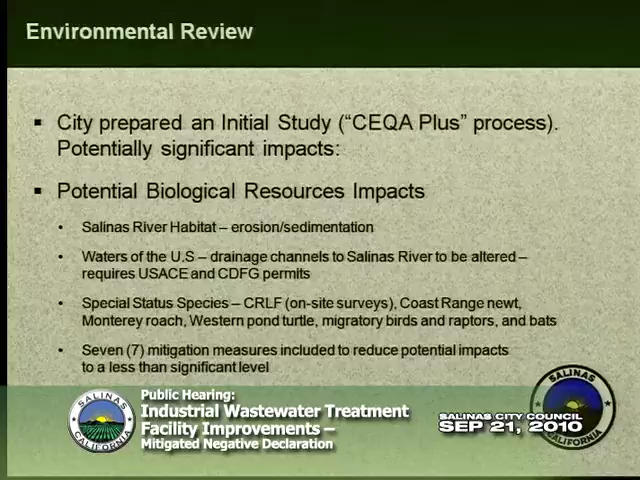 Environmental Review
▪ City prepared an Initial Study (“CEQA Plus” process).
Potentially significant impacts:
▪ Potential Biological Resources Impacts
• Salinas River Habitat – erosion/sedimentation
• Waters of the U.S – drainage channels to Salinas River to be altered –
requires USACE and CDFG permits
• Special Status Species – CRLF (on-site surveys), Coast Range newt,
Monterey roach, Western pond turtle, migratory birds and raptors, and bats
• Seven (7) mitigation measures included to reduce potential impacts
to a less than significant level
SALINAS
CALIFORNIA
Public Hearing:
Industrial Wastewater Treatment
Facility Improvements –
Mitigated Negative Declaration
SALINAS
CALIFORNIA
SALINAS CITY COUNCIL
SEP 21, 2010